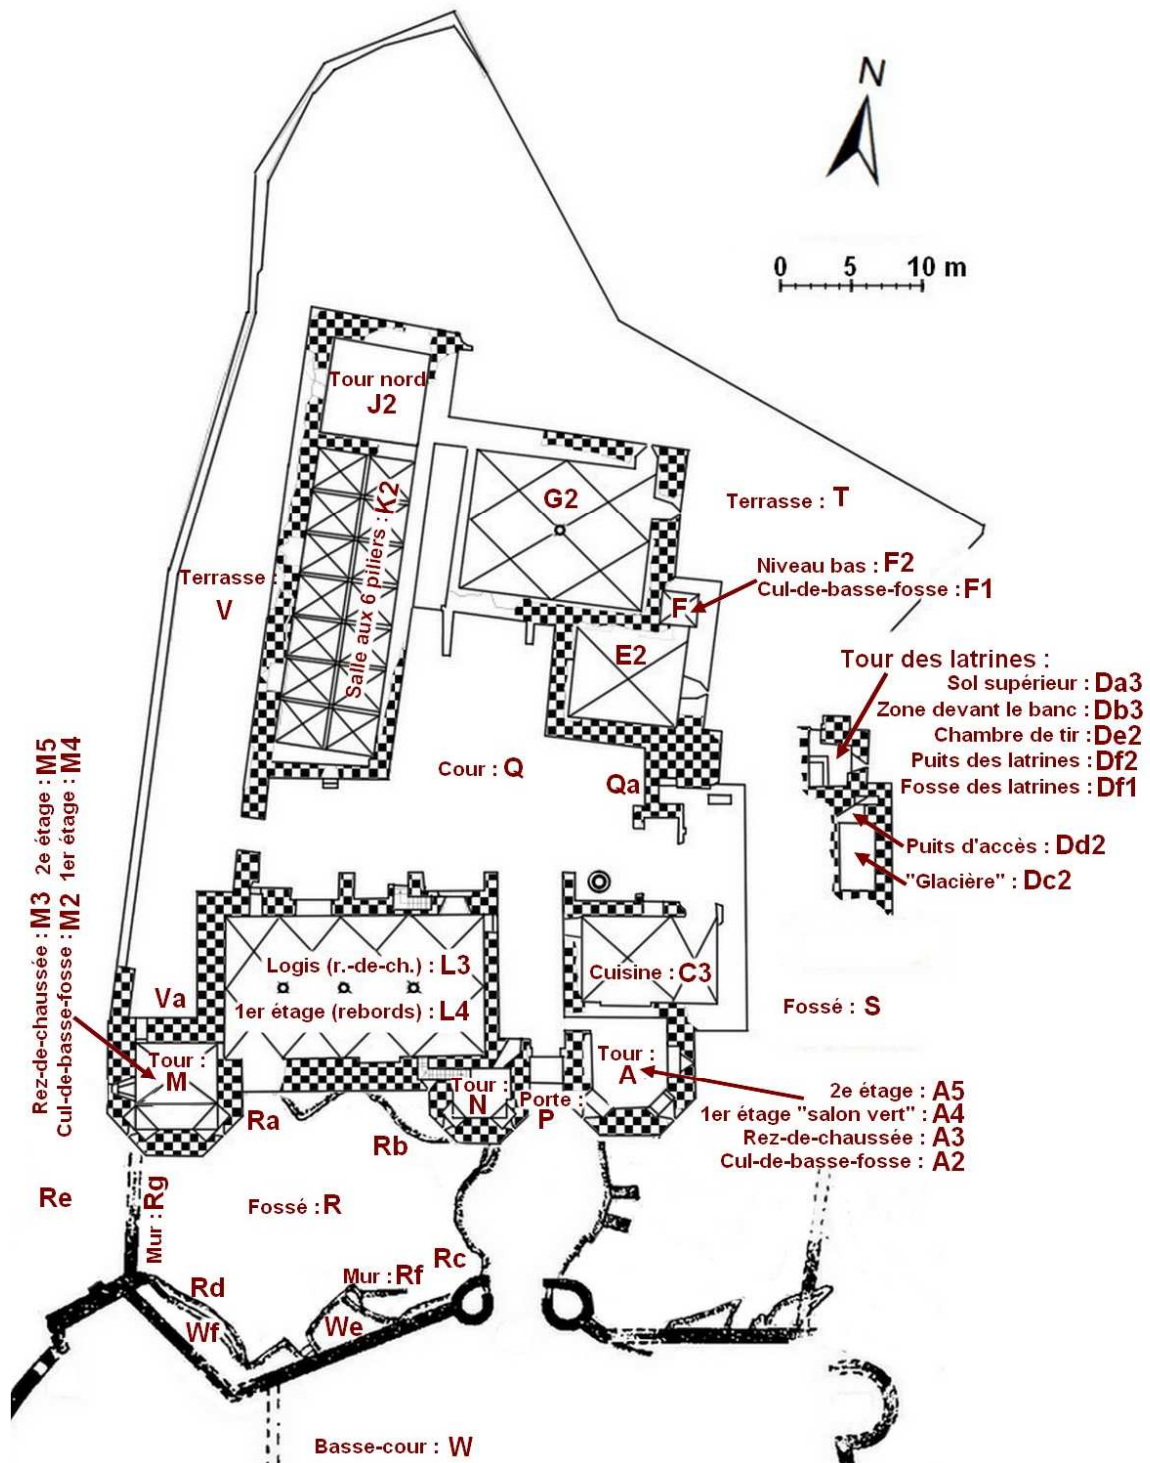 N
0 5 10 m
Tour nord
J2
Salle aux 6 piliers : K2
G2
Terrasse : T
Niveau bas : F2
Cul-de-basse-fosse : F1
F
Terrasse :
V
E2
Tour des latrines :
Sol supérieur : Da3
Zone devant le banc : Db3
Chambre de tir : De2
Puits des latrines : Df2
Fosse des latrines : Df1
Puits d'accès : Dd2
"Glacière" : Dc2
Cour : Q
Qa
2e étage : M5
1er étage : M4
Rez-de-chaussée : M3
Cul-de-basse-fosse : M2
Logis (r.-de-ch.) : L3
1er étage (rebords) : L4
Cuisine : C3
Fossé : S
Va
Tour :
M
Tour :
N
Porte :
P
Tour :
A
2e étage : A5
1er étage "salon vert" : A4
Rez-de-chaussée : A3
Cul-de-basse-fosse : A2
Ra
Rb
Re
Mur : Rg
Fossé : R
Rc
Rd
Mur : Rf
Wf
We
Basse-cour : W